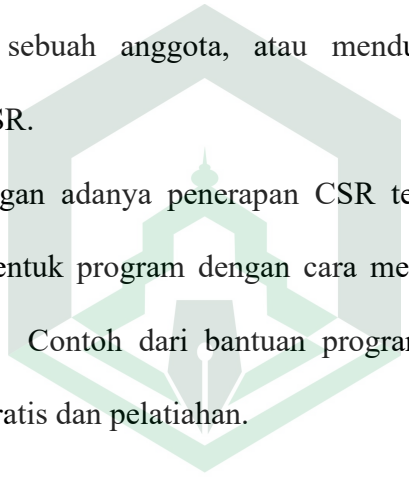 sebuah anggota, atau mendu
SR.
gan adanya penerapan CSR te
entuk program dengan cara me
Contoh dari bantuan program
ratis dan pelatiahan.